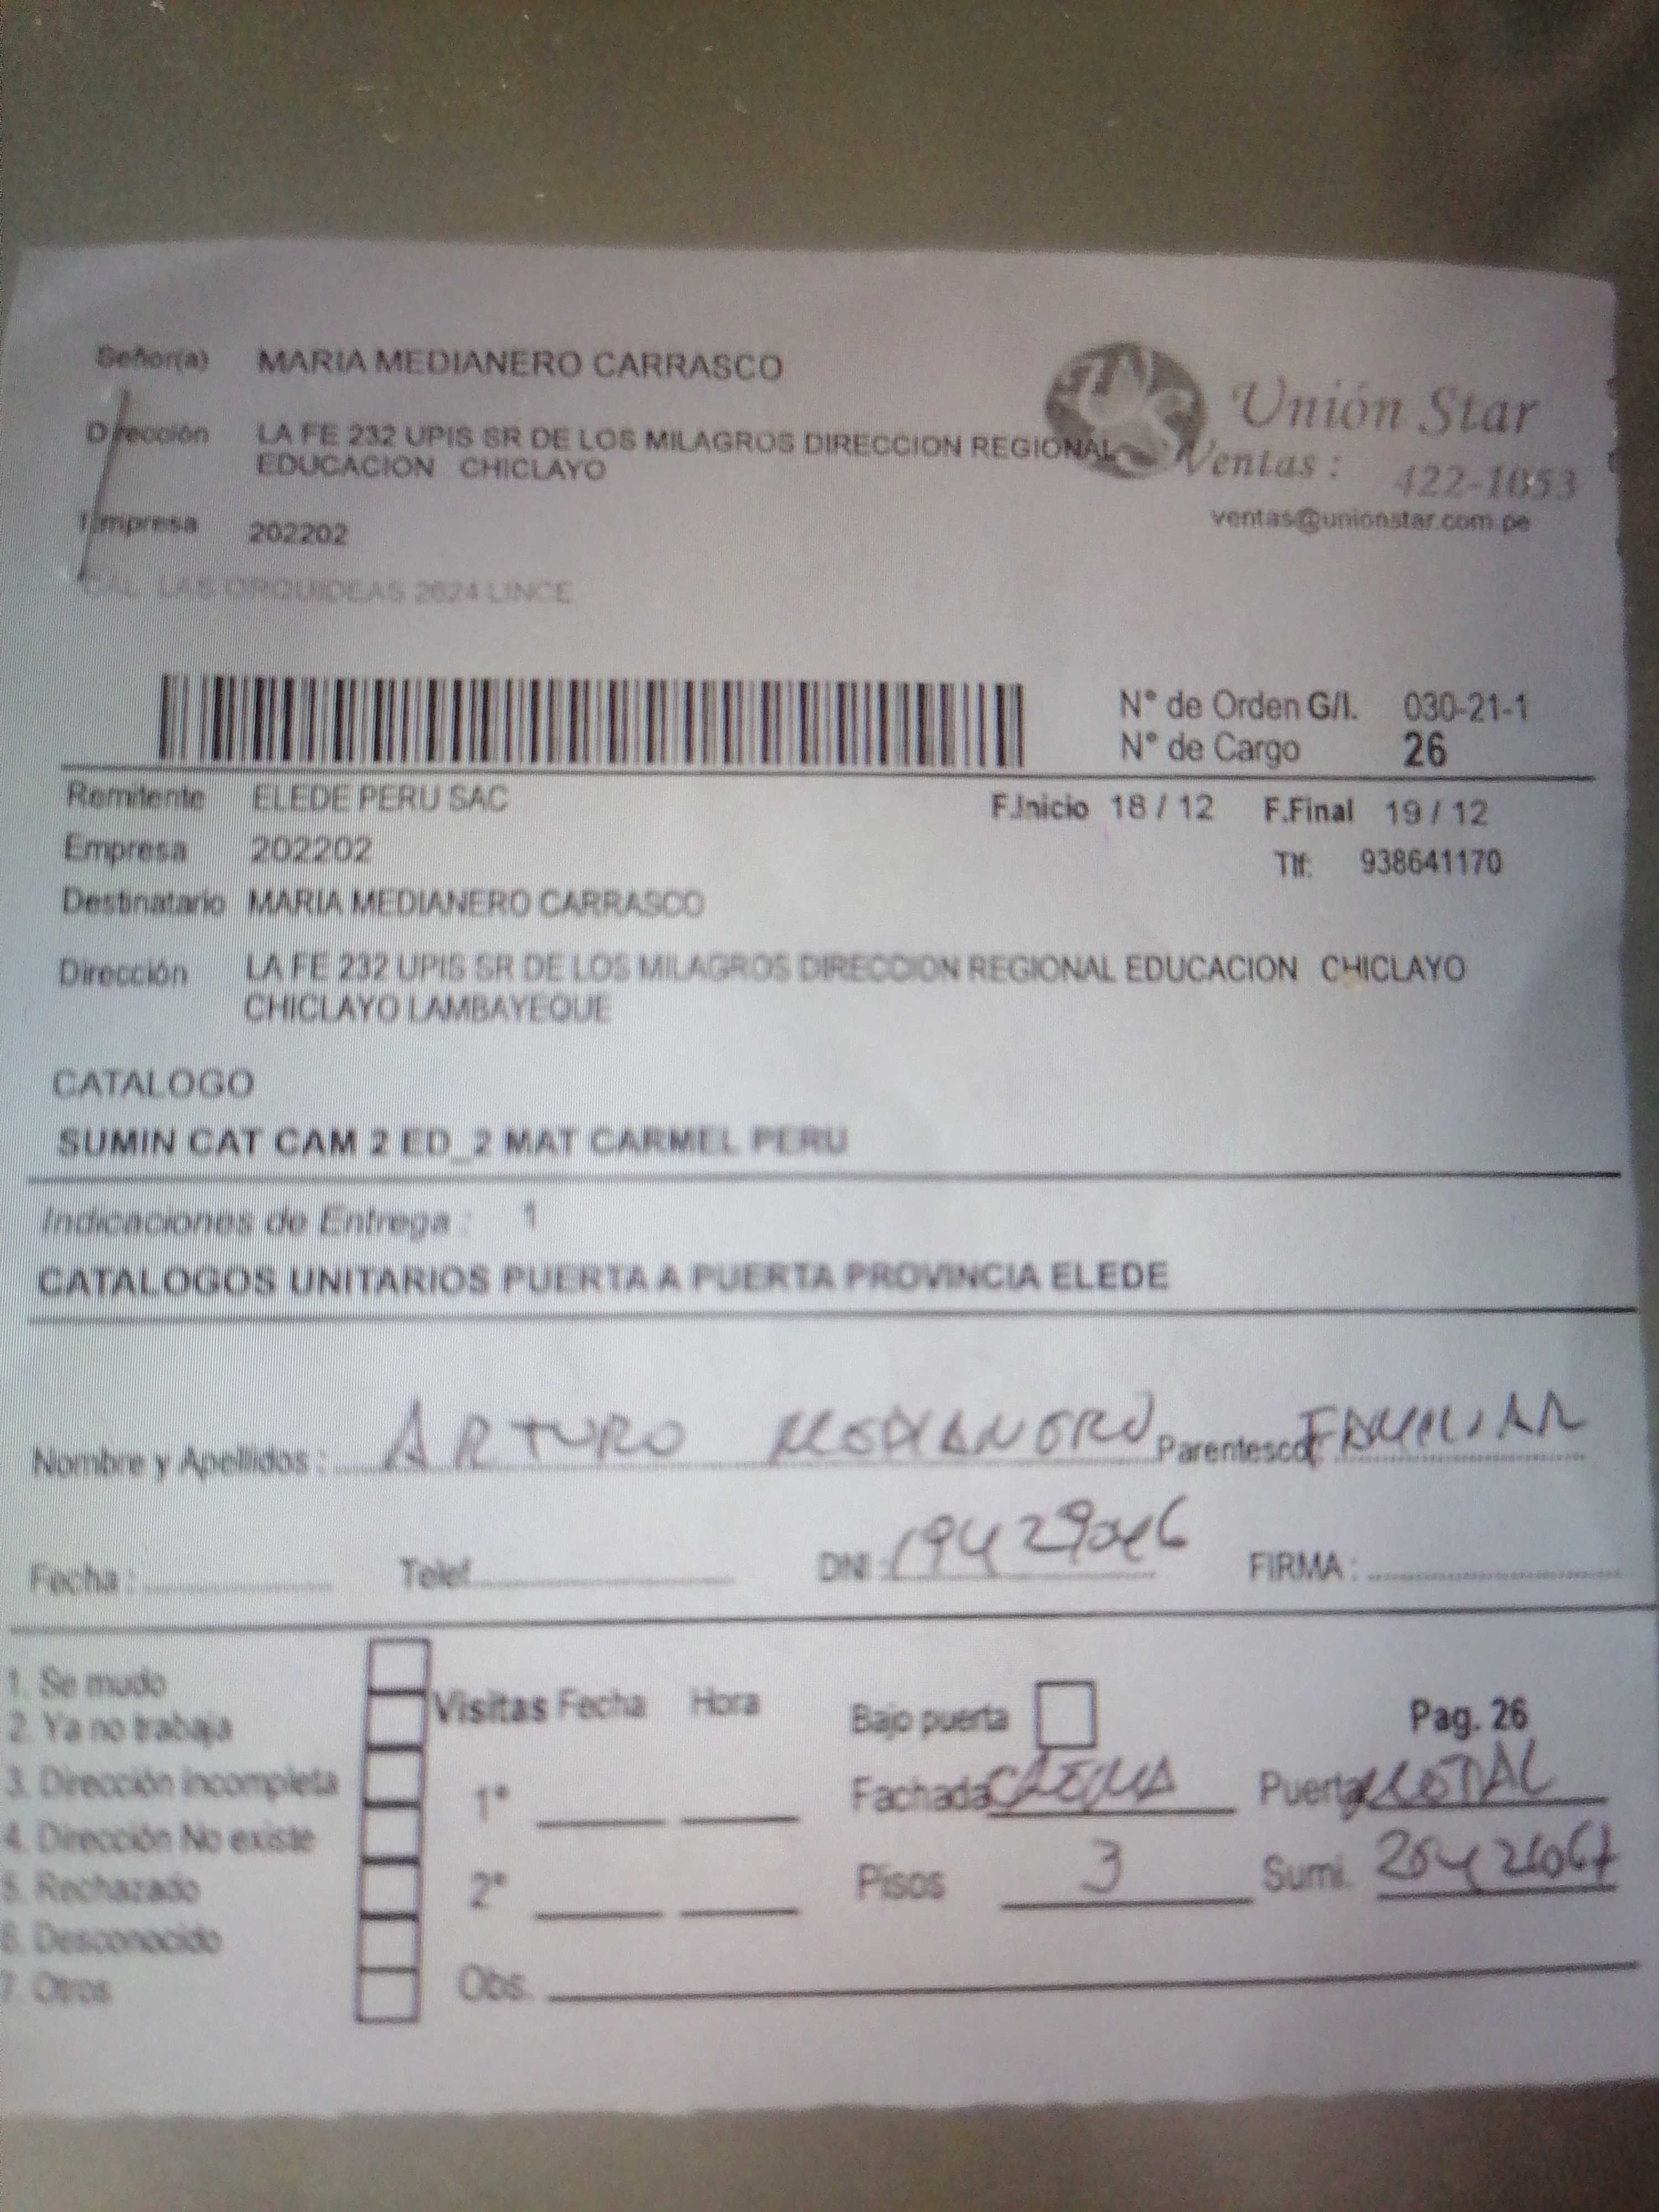 Señor(a) MARIA MEDIANERO CARRASCO
Dirección LA FE 232 UPIS SR DE LOS MILAGROS DIRECCION REGIONAL
EDUCACION CHICLAYO
Empresa 202202
CAL LAS ORQUIDEAS 2624 LINCE
Unión Star
Ventas : 422-1053
ventas@unionstar.com.pe
N° de Orden G/I. 030-21-1
N° de Cargo 26
Remitente ELEDE PERU SAC F.Inicio 18 / 12 F.Final 19 / 12
Empresa 202202 Tlf: 938641170
Destinatario MARIA MEDIANERO CARRASCO
Dirección LA FE 232 UPIS SR DE LOS MILAGROS DIRECCION REGIONAL EDUCACION CHICLAYO
CHICLAYO LAMBAYEQUE
CATALOGO
SUMIN CAT CAM 2 ED_2 MAT CARMEL PERU
Indicaciones de Entrega : 1
CATALOGOS UNITARIOS PUERTA A PUERTA PROVINCIA ELEDE
Nombre y Apellidos : ARTURO MEDIANERO Parentesco: FAMILIAR
Fecha : Telef. DNI : FIRMA :
1. Se mudo
2. Ya no trabaja
3. Dirección incompleta
4. Dirección No existe
5. Rechazado
6. Desconocido
7. Otros
Visitas Fecha Hora
1°
2°
Obs.
Bajo puerta Pag. 26
Fachada CREMA Puerta METAL
Pisos 3 Sumi.